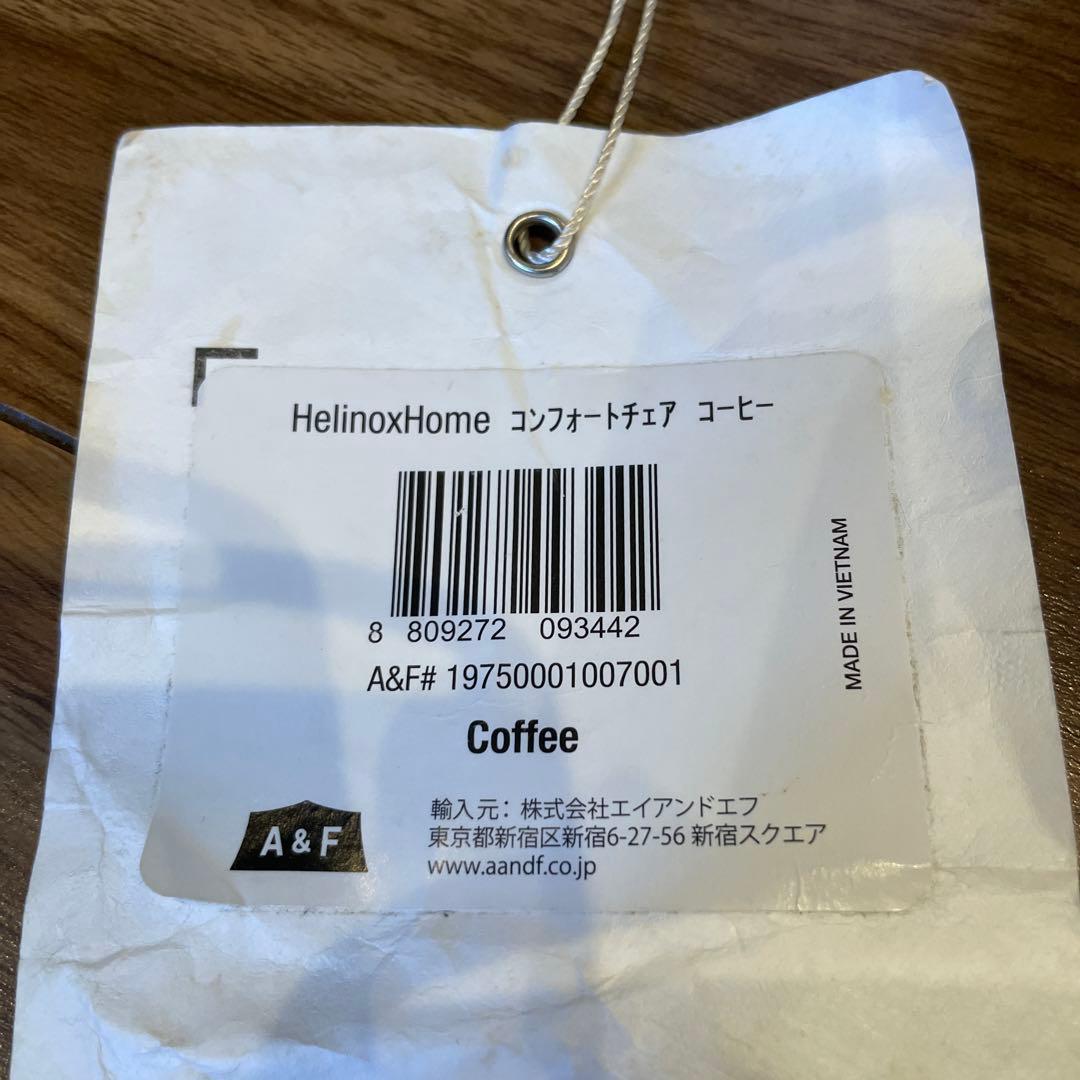 HelinoxHome コンフォートチェア コーヒー
8 809272 093442
A&F# 19750001007001
Coffee
MADE IN VIETNAM
A & F
輸入元：株式会社エイアンドエフ
東京都新宿区新宿6-27-56 新宿スクエア
www.aandf.co.jp